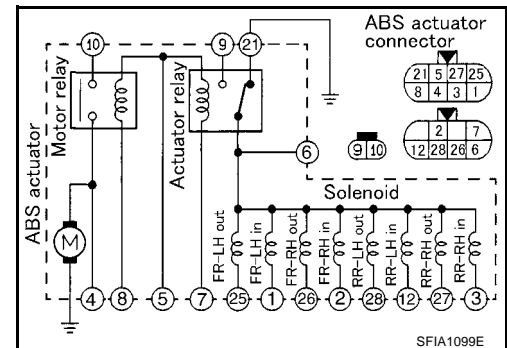 ABS actuator
connector
10
9
21
21 5 27 25
8 4 3 1
2 7
12 28 26 6
9 10
Motor relay
Actuator relay
6
ABS actuator
Solenoid
M
FR-LH out
FR-LH in
FR-RH out
FR-RH in
RR-LH out
RR-LH in
RR-RH out
RR-RH in
4 8 5 7 25 1 26 2 28 12 27 3
SFIA1099E